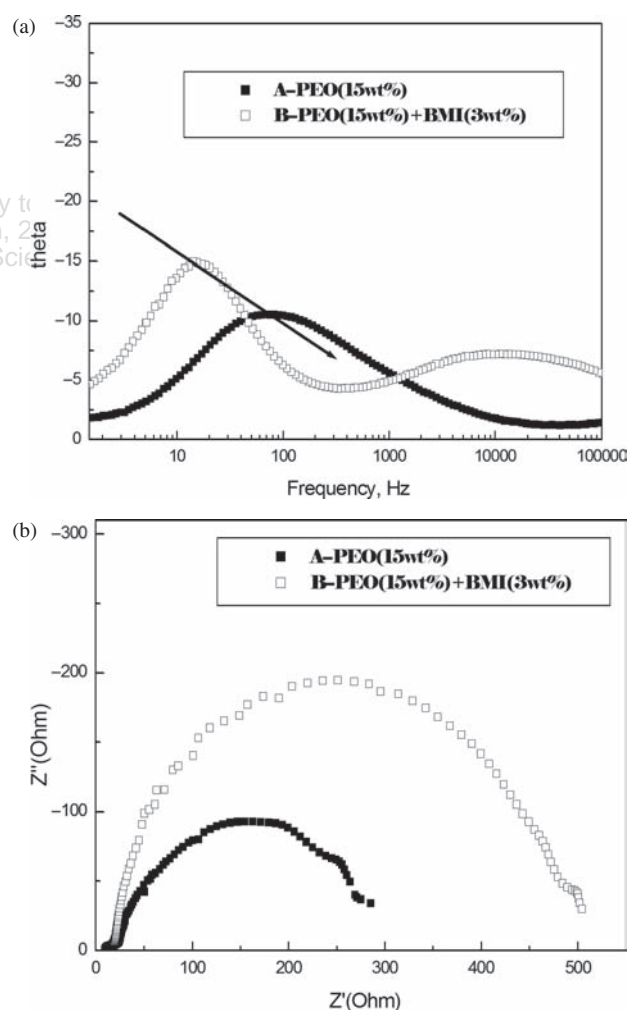 (a)
–35
–30
–25
–20
–15
–10
–5
0
theta
A–PEO(15wt%)
B–PEO(15wt%)+BMI(3wt%)
10
100
1000
10000
100000
Frequency, Hz
(b)
–300
–200
–100
0
Z''(Ohm)
A–PEO(15wt%)
B–PEO(15wt%)+BMI(3wt%)
0
100
200
300
400
500
Z'(Ohm)